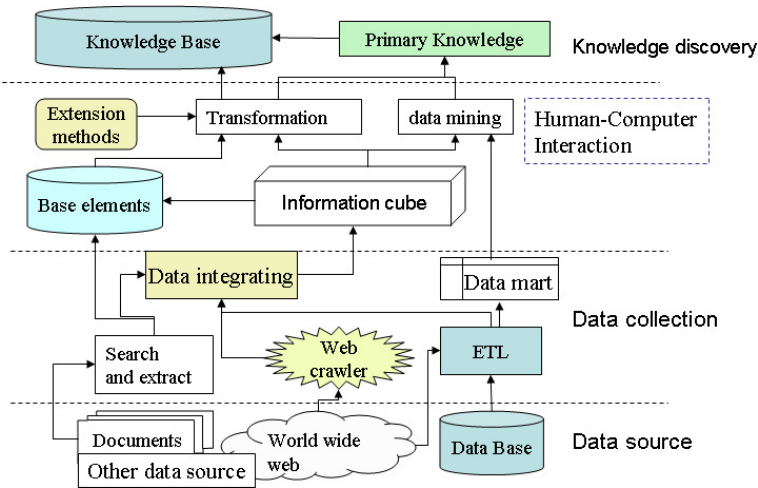 Knowledge Base
Primary Knowledge
Knowledge discovery
Extension
methods
Transformation
data mining
Human-Computer
Interaction
Base elements
Information cube
Data integrating
Data mart
Data collection
Search
and extract
Web
crawler
ETL
Documents
Other data source
World wide
web
Data Base
Data source